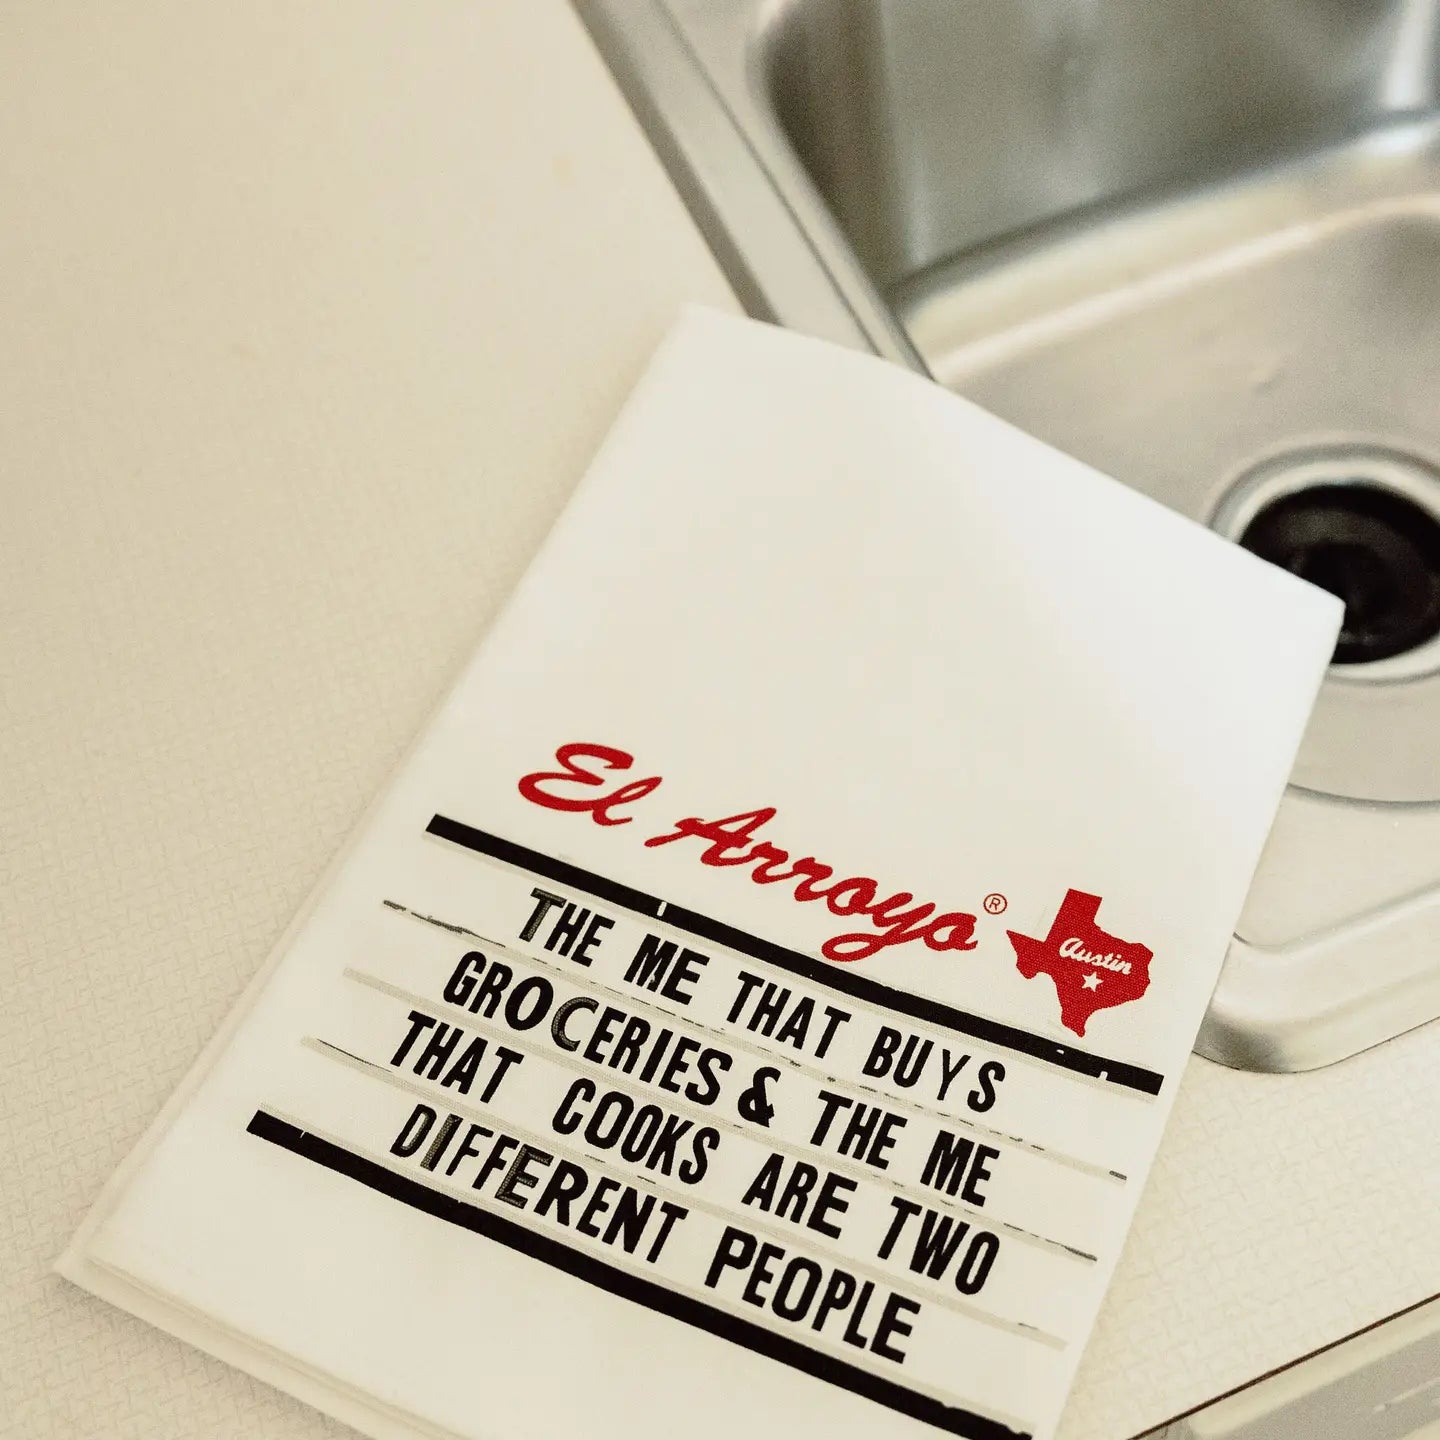 El Arroyo®
Austin
THE ME THAT BUYS
GROCERIES & THE ME
THAT COOKS ARE TWO
DIFFERENT PEOPLE